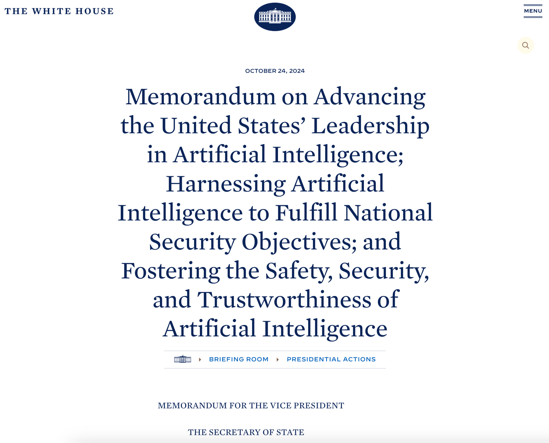 THE WHITE HOUSE
MENU
OCTOBER 24, 2024
Memorandum on Advancing
the United States’ Leadership
in Artificial Intelligence;
Harnessing Artificial
Intelligence to Fulfill National
Security Objectives; and
Fostering the Safety, Security,
and Trustworthiness of
Artificial Intelligence
BRIEFING ROOM PRESIDENTIAL ACTIONS
MEMORANDUM FOR THE VICE PRESIDENT
THE SECRETARY OF STATE